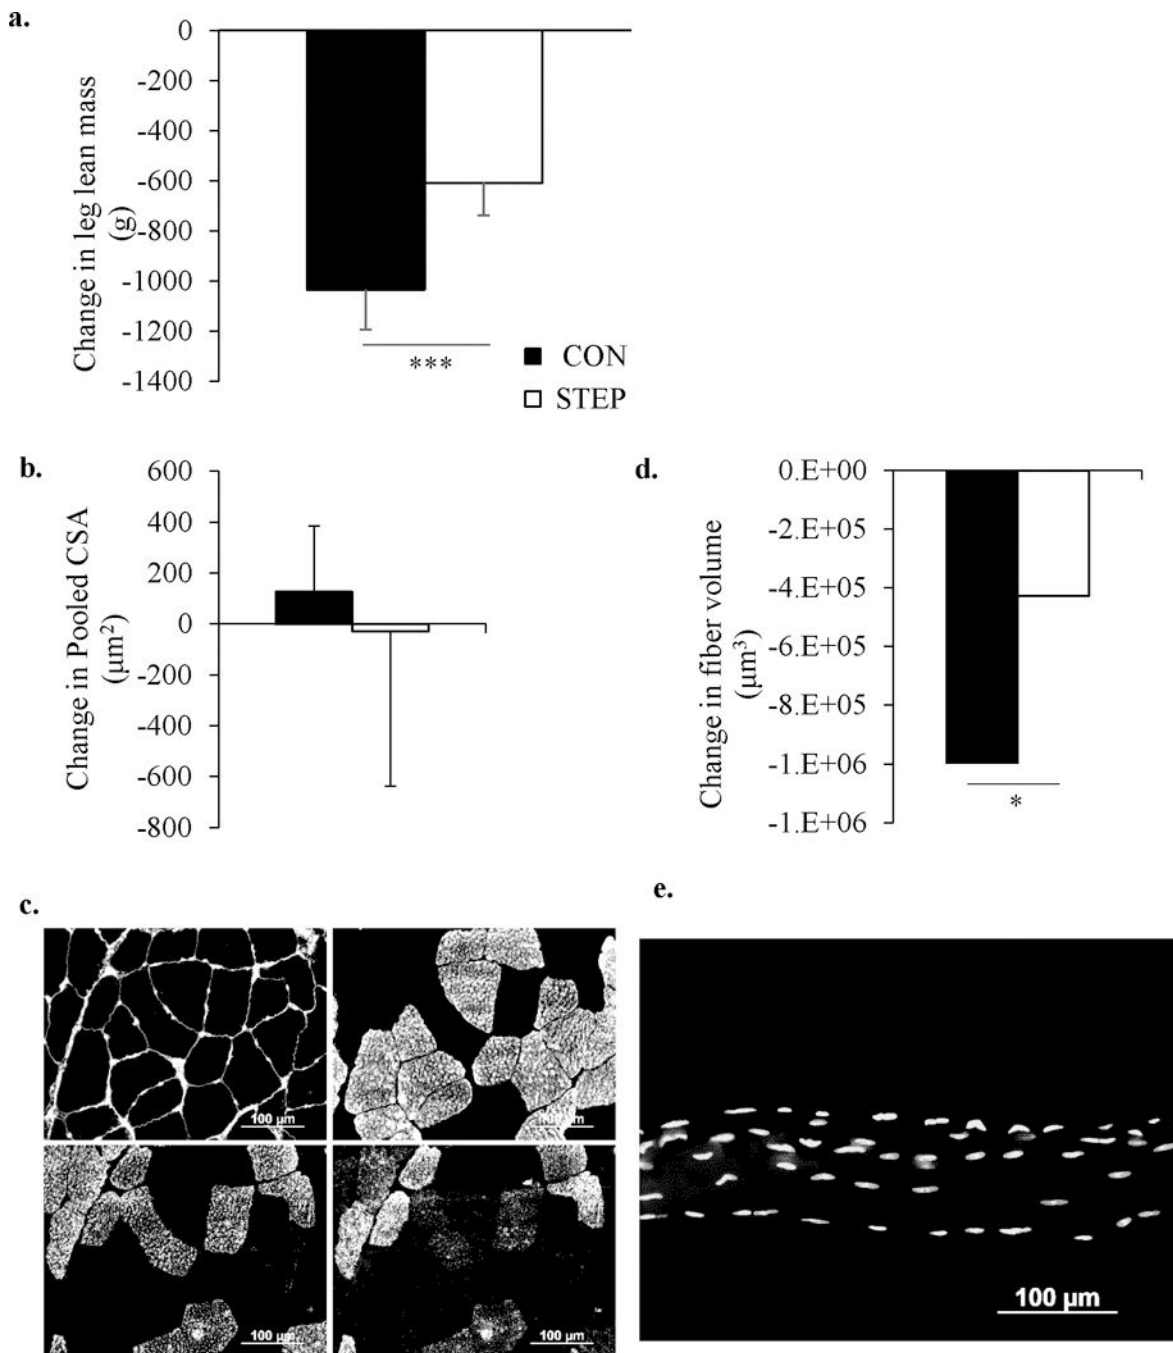 a.
Change in leg lean mass
(g)
0
-200
-400
-600
-800
-1000
-1200
-1400
***
CON
STEP
b.
Change in Pooled CSA
(µm²)
600
400
200
0
-200
-400
-600
-800
d.
Change in fiber volume
(µm³)
0.E+00
-2.E+05
-4.E+05
-6.E+05
-8.E+05
-1.E+06
-1.E+06
*
c.
100 µm
100 µm
100 µm
100 µm
e.
100 µm